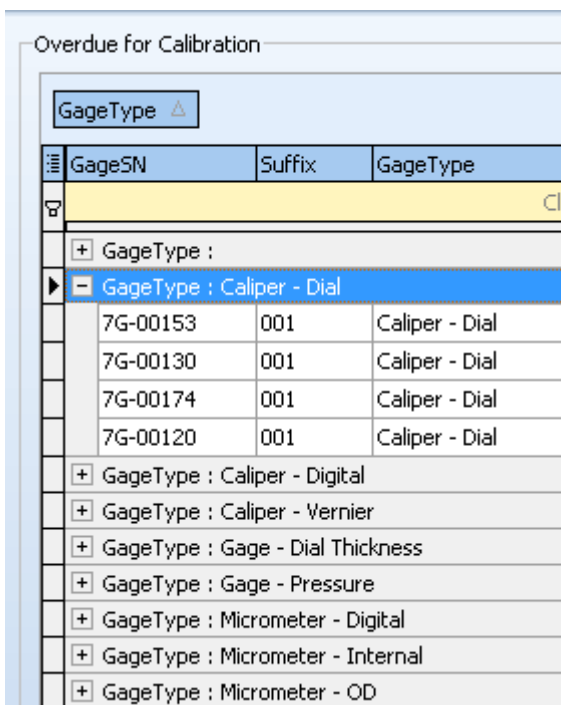 Overdue for Calibration
GageType
GageSN Suffix GageType
Cl
GageType :
GageType : Caliper - Dial
7G-00153 001 Caliper - Dial
7G-00130 001 Caliper - Dial
7G-00174 001 Caliper - Dial
7G-00120 001 Caliper - Dial
GageType : Caliper - Digital
GageType : Caliper - Vernier
GageType : Gage - Dial Thickness
GageType : Gage - Pressure
GageType : Micrometer - Digital
GageType : Micrometer - Internal
GageType : Micrometer - OD